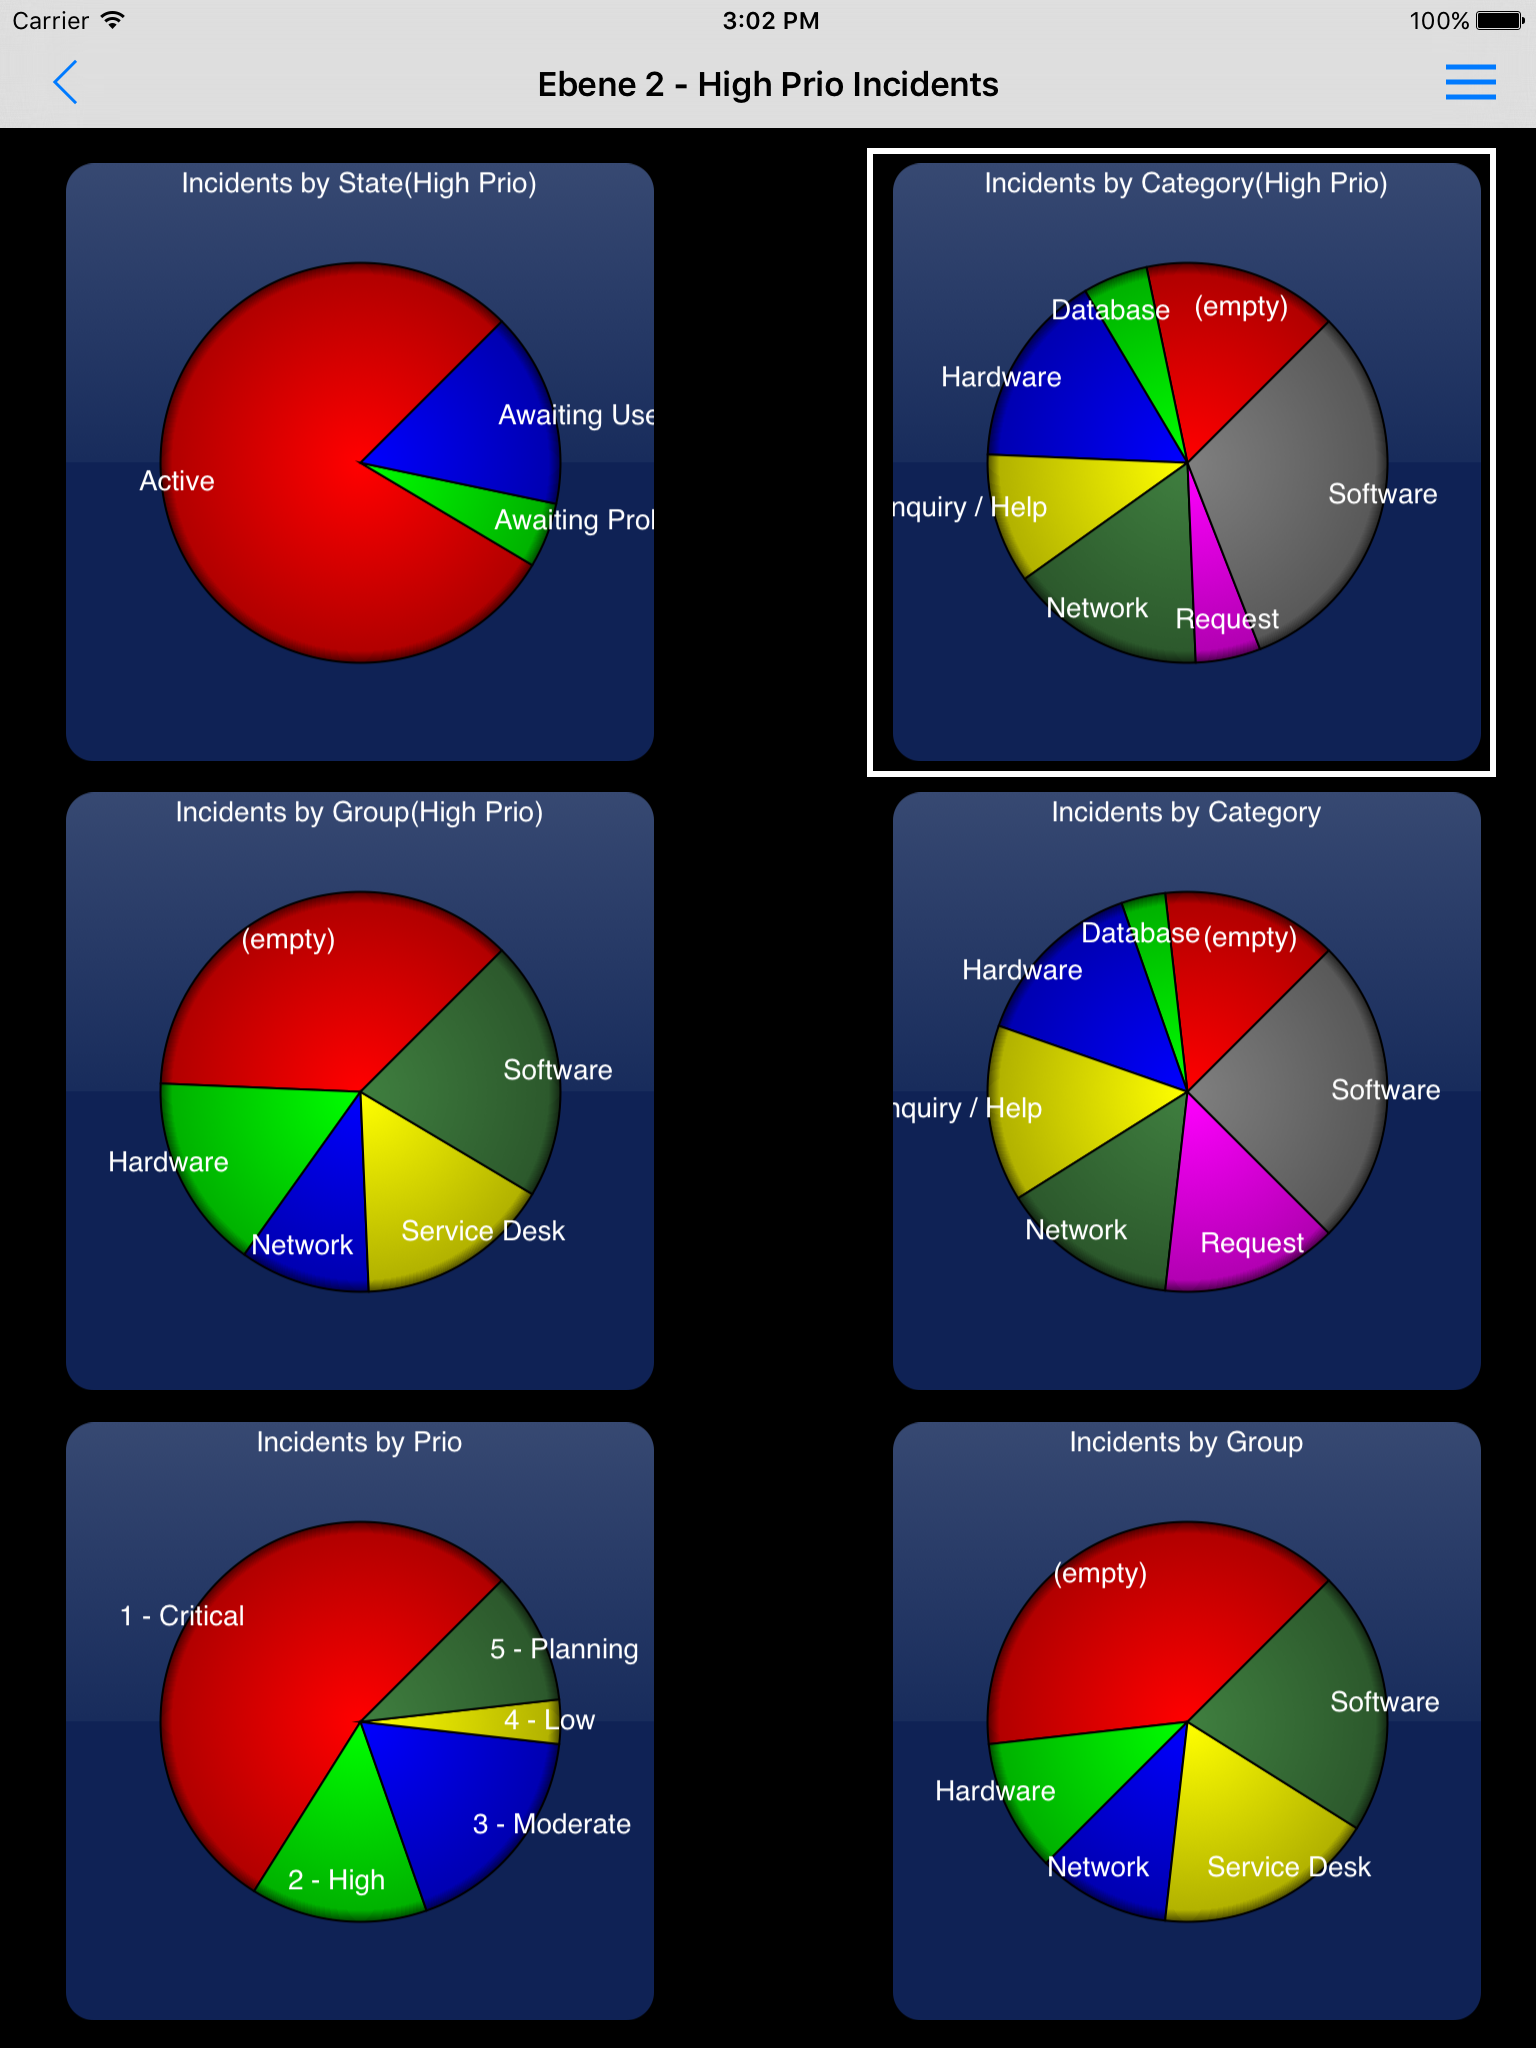 Carrier 3:02 PM 100%
Ebene 2 - High Prio Incidents
Incidents by State(High Prio)
Awaiting Use
Active
Awaiting Pro
Incidents by Category(High Prio)
(empty)
Database
Hardware
Software
nquiry / Help
Network
Request
Incidents by Group(High Prio)
(empty)
Software
Hardware
Service Desk
Network
Incidents by Category
Database
(empty)
Hardware
Software
nquiry / Help
Network
Request
Incidents by Prio
1 - Critical
5 - Planning
4 - Low
3 - Moderate
2 - High
Incidents by Group
(empty)
Software
Hardware
Network
Service Desk